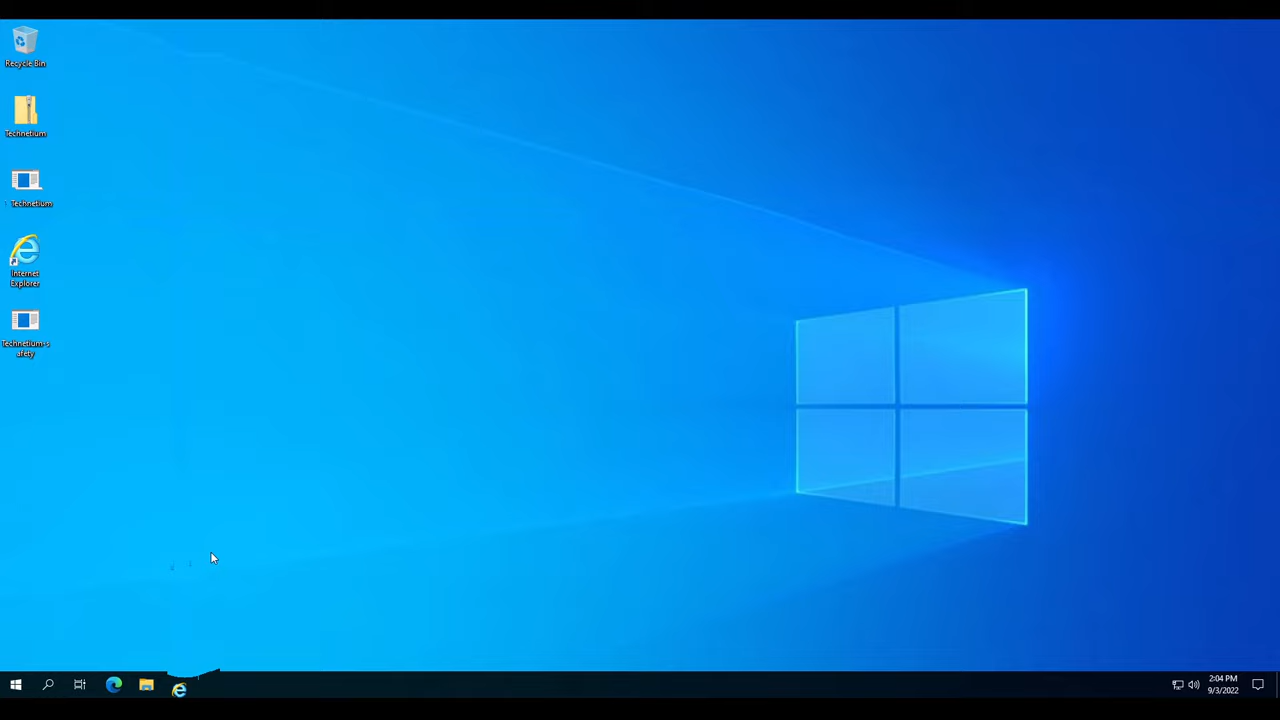 Recycle Bin
Technetium
Technetium
Internet
Explorer
Technetium-s
afety
2:04 PM
9/3/2022